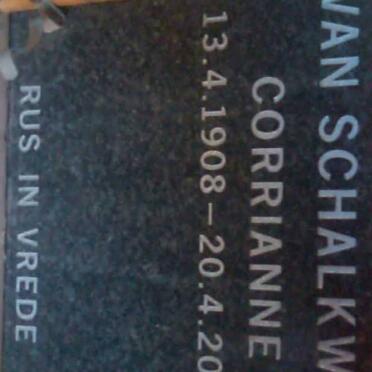 VAN SCHALKW
CORRIANNE
13.4.1908-20.4.20
RUS IN VREDE